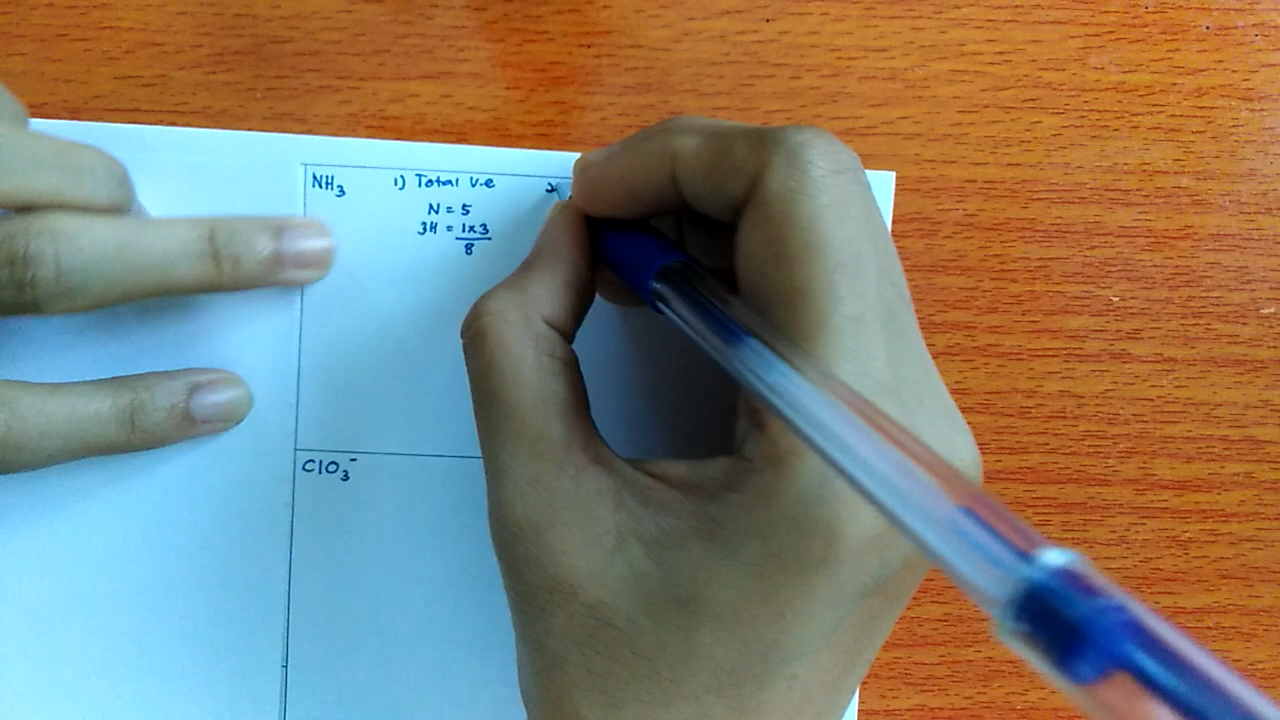 NH3 1) Total v.e
N = 5
3H = 1x3
8
ClO3-